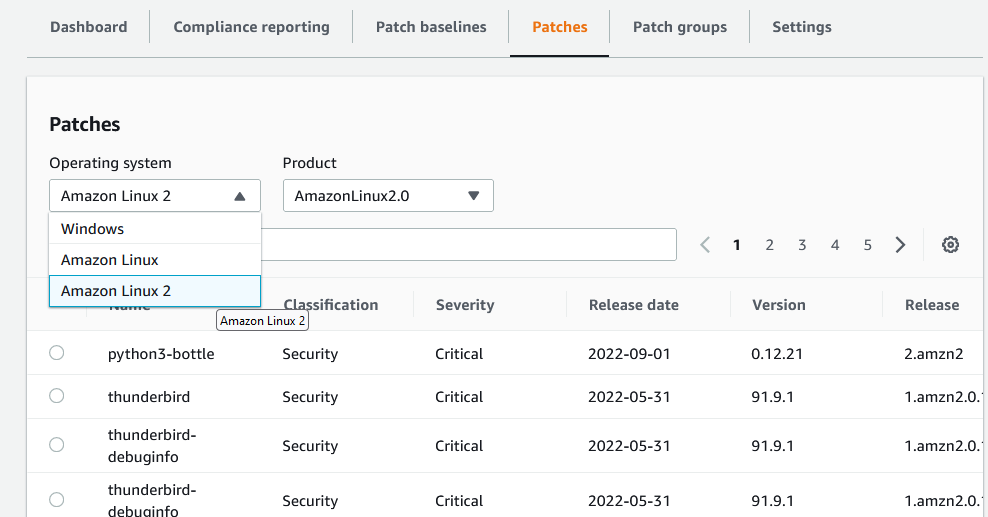 Dashboard
Compliance reporting
Patch baselines
Patches
Patch groups
Settings
Patches
Operating system
Product
Amazon Linux 2
AmazonLinux2.0
Windows
Amazon Linux
Amazon Linux 2
1 2 3 4 5
Name Classification Severity Release date Version Release
Amazon Linux 2
python3-bottle Security Critical 2022-09-01 0.12.21 2.amzn2
thunderbird Security Critical 2022-05-31 91.9.1 1.amzn2.0.1
thunderbird-
debuginfo
Security Critical 2022-05-31 91.9.1 1.amzn2.0.1
thunderbird-
debuginfo
Security Critical 2022-05-31 91.9.1 1.amzn2.0.1